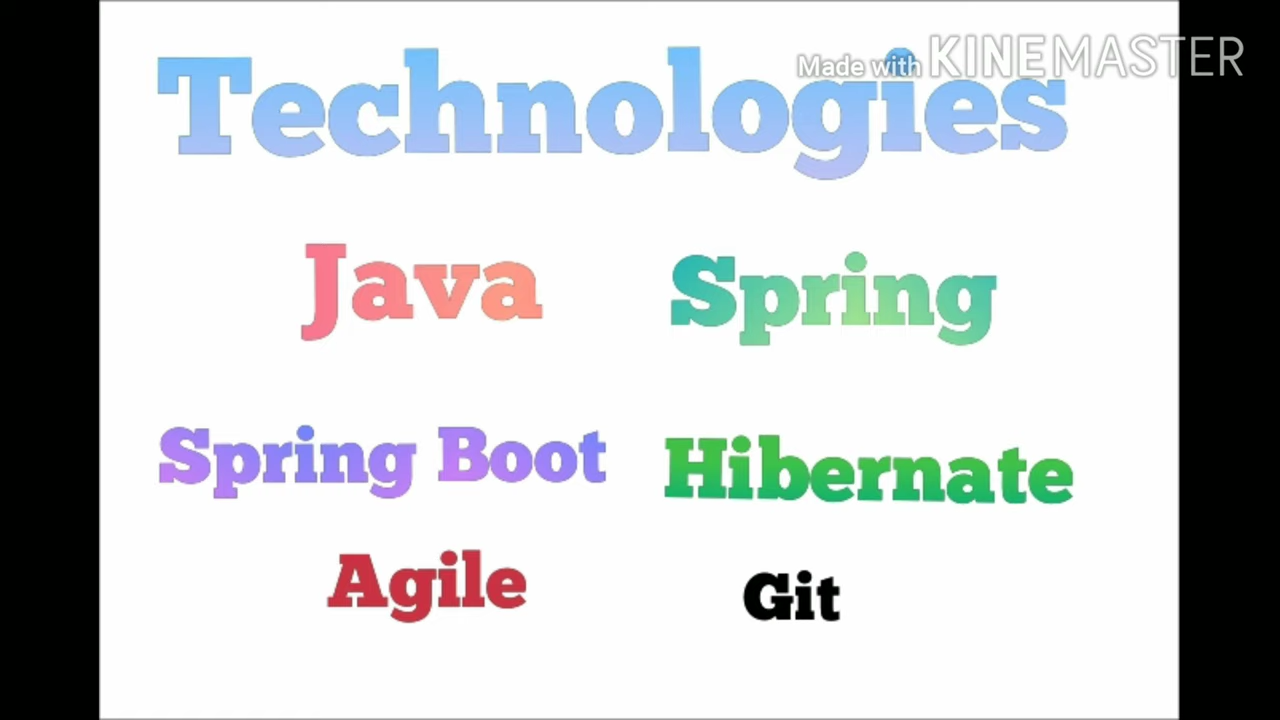 Made with KINEMASTER
Technologies
Java Spring
Spring Boot Hibernate
Agile Git